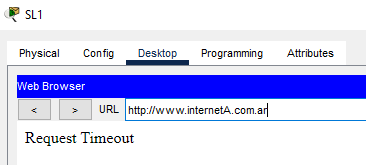 SL1
Physical Config Desktop Programming Attributes
Web Browser
< > URL http://www.internetA.com.ar
Request Timeout